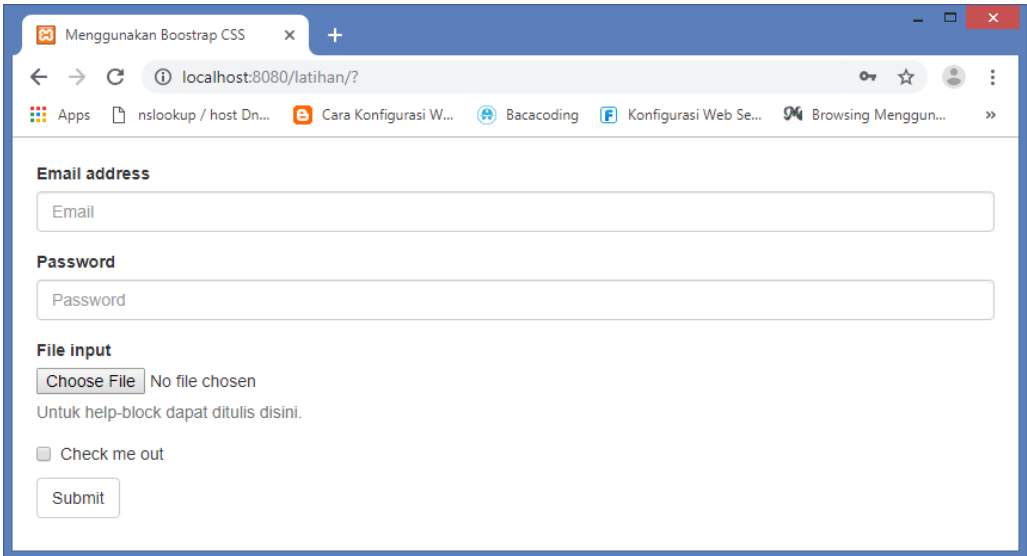 Menggunakan Boostrap CSS
localhost:8080/latihan/?
Apps nslookup / host Dn... Cara Konfigurasi W... Bacacoding Konfigurasi Web Se... Browsing Menggun...
Email address
Email
Password
Password
File input
Choose File No file chosen
Untuk help-block dapat ditulis disini.
Check me out
Submit